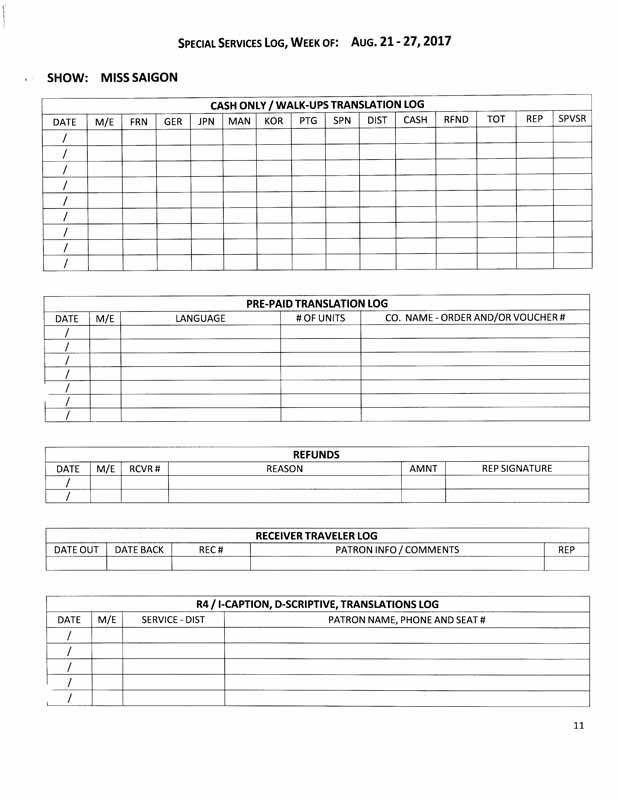 SPECIAL SERVICES LOG, WEEK OF: AUG. 21 - 27, 2017
SHOW: MISS SAIGON
CASH ONLY / WALK-UPS TRANSLATION LOG
DATE M/E FRN GER JPN MAN KOR PTG SPN DIST CASH RFND TOT REP SPVSR
/
/
/
/
/
/
/
/
/
PRE-PAID TRANSLATION LOG
DATE M/E LANGUAGE # OF UNITS CO. NAME - ORDER AND/OR VOUCHER #
/
/
/
/
/
/
/
REFUNDS
DATE M/E RCVR # REASON AMNT REP SIGNATURE
/
/
RECEIVER TRAVELER LOG
DATE OUT DATE BACK REC # PATRON INFO / COMMENTS REP
R4 / I-CAPTION, D-SCRIPTIVE, TRANSLATIONS LOG
DATE M/E SERVICE - DIST PATRON NAME, PHONE AND SEAT #
/
/
/
/
/
11